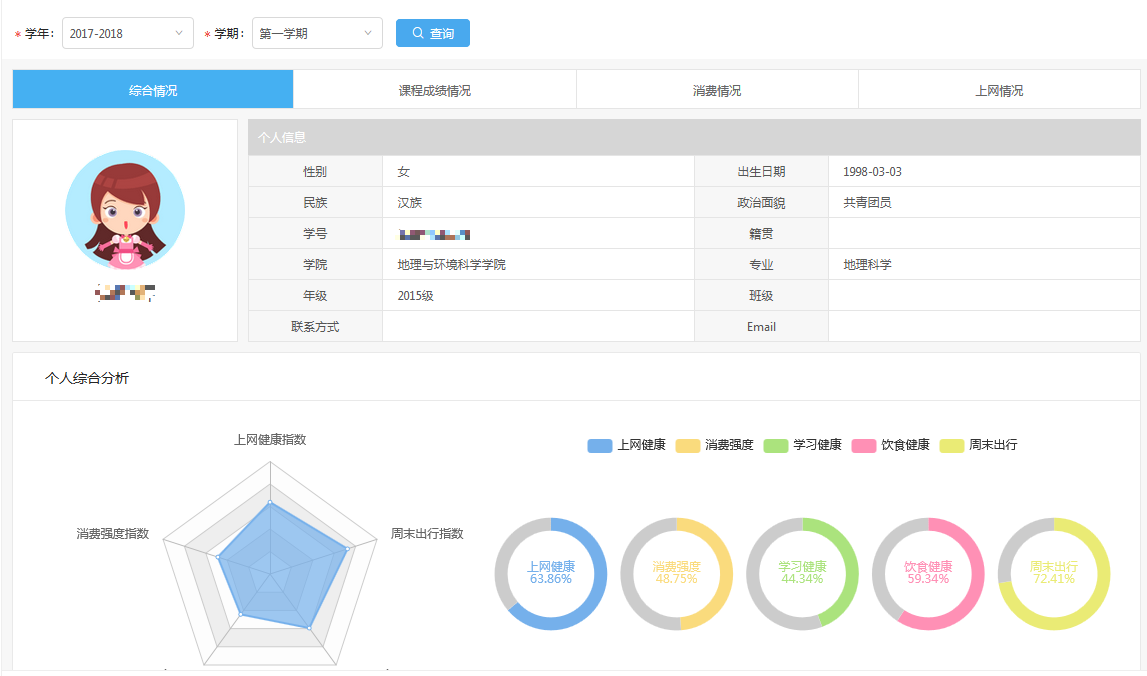 * 学年: 2017-2018 * 学期: 第一学期 查询
综合情况 课程成绩情况 消费情况 上网情况
个人信息
性别 女 出生日期 1998-03-03
民族 汉族 政治面貌 共青团员
学号 籍贯
学院 地理与环境科学学院 专业 地理科学
年级 2015级 班级
联系方式 Email
个人综合分析
上网健康指数
消费强度指数
周末出行指数
上网健康 消费强度 学习健康 饮食健康 周末出行
上网健康 消费强度 学习健康 饮食健康 周末出行
63.86% 48.75% 44.34% 59.34% 72.41%